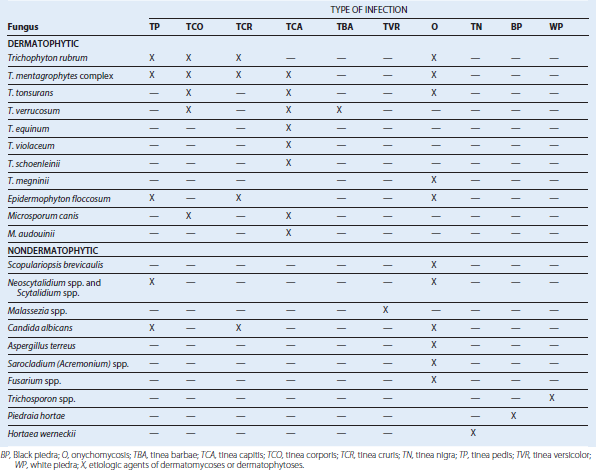 TYPE OF INFECTION
Fungus TP TCO TCR TCA TBA TVR O TN BP WP
DERMATOPHYTIC
Trichophyton rubrum X X X — — — X — — —
T. mentagrophytes complex X X X X — — X — — —
T. tonsurans — X — X — — X — — —
T. verrucosum — X — X X — — — — —
T. equinum — — — X — — — — — —
T. violaceum — — — X — — — — — —
T. schoenleinii — — — X — — — — — —
T. megninii — — — — — X — — —
Epidermophyton floccosum X — X — — X — — —
Microsporum canis — X — X — — — — — —
M. audouinii — — — X — — — — — —
NONDERMATOPHYTIC
Scopulariopsis brevicaulis — — — — — — X — — —
Neoscytalidium spp. and X — — — — — X — — —
Scytalidium spp.
Malassezia spp. — — — — — X — — — —
Candida albicans X — X — — — X — — —
Aspergillus terreus — — — — — — X — — —
Sarocladium (Acremonium) spp. — — — — — — X — — —
Fusarium spp. — — — — — — X — — —
Trichosporon spp. — — — — — — — — — X
Piedraia hortae — — — — — — — — X —
Hortaea werneckii — — — — — — — X — —
BP, Black piedra; O, onychomycosis; TBA, tinea barbae; TCA, tinea capitis; TCO, tinea corporis; TCR, tinea cruris; TN, tinea nigra; TP, tinea pedis; TVR, tinea versicolor;
WP, white piedra; X, etiologic agents of dermatomycoses or dermatophytoses.